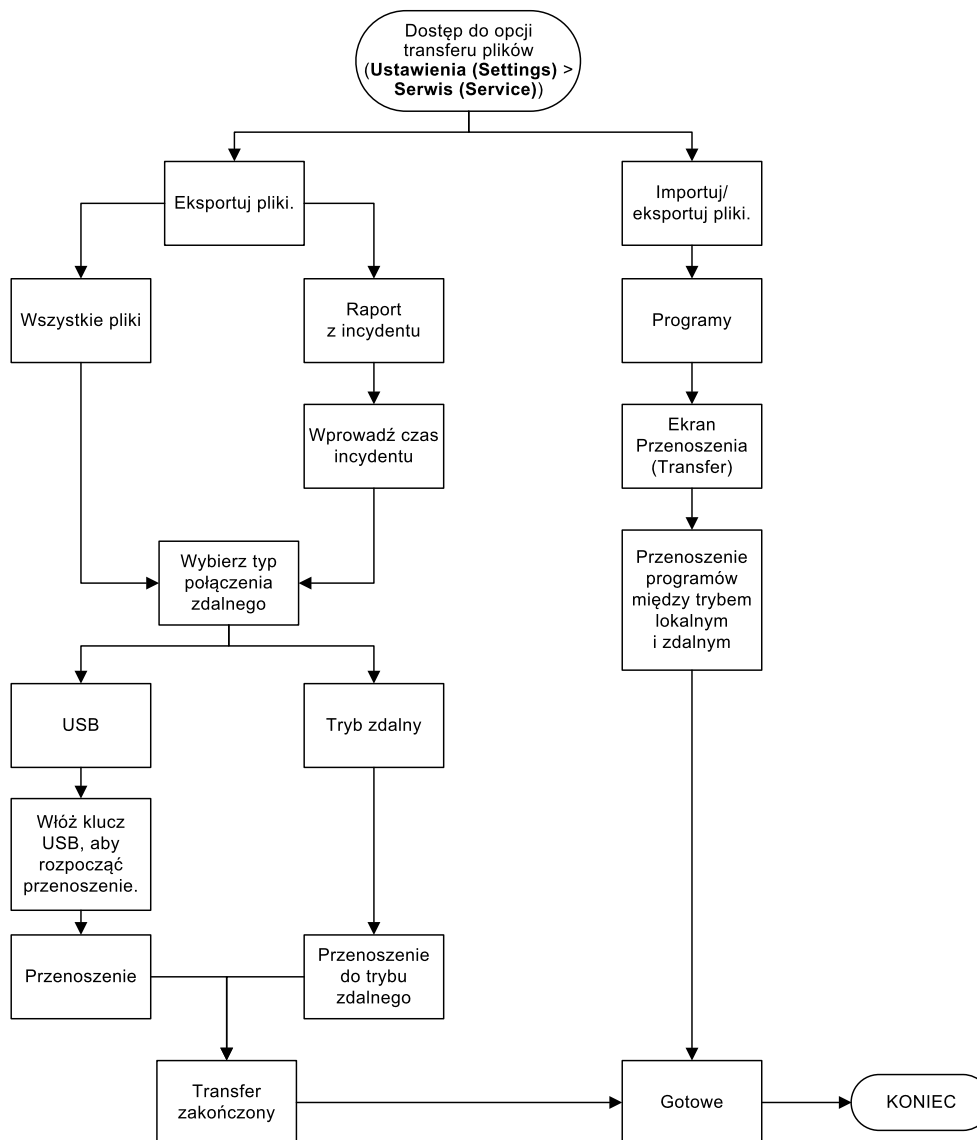 Dostęp do opcji
transferu plików
(Ustawienia (Settings) >
Serwis (Service))
Eksportuj pliki.
Importuj/
eksportuj pliki.
Wszystkie pliki
Raport
z incydentu
Programy
Wprowadź czas
incydentu
Ekran
Przenoszenia
(Transfer)
Wybierz typ
połączenia
zdalnego
Przenoszenie
programów
między trybem
lokalnym
i zdalnym
USB
Tryb zdalny
Włóż klucz
USB, aby
rozpocząć
przenoszenie.
Przenoszenie
Przenoszenie
do trybu
zdalnego
Transfer
zakończony
Gotowe
KONIEC